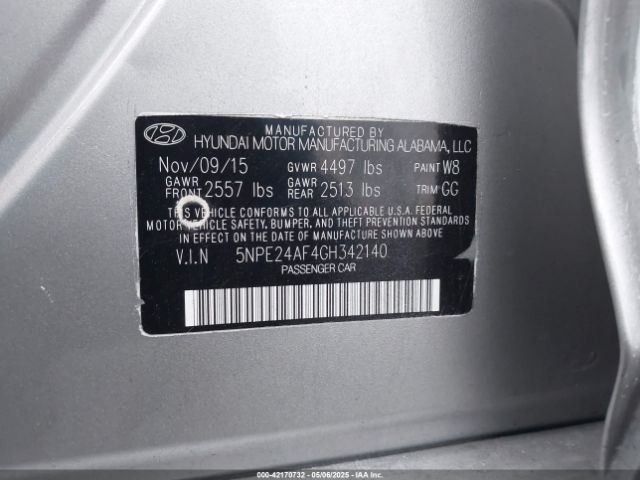 MANUFACTURED BY
HYUNDAI MOTOR MANUFACTURING ALABAMA, LLC
Nov/09/15 GVWR 4497 lbs PAINT W8
GAWR FRONT 2557 lbs GAWR REAR 2513 lbs TRIM GG
THIS VEHICLE CONFORMS TO ALL APPLICABLE U.S.A. FEDERAL
MOTOR VEHICLE SAFETY, BUMPER, AND THEFT PREVENTION STANDARDS
IN EFFECT ON THE DATE OF MANUFACTURE SHOWN ABOVE
V.I.N 5NPE24AF4GH342140
PASSENGER CAR
000-42170732 - 05/06/2025 - IAAI.COM